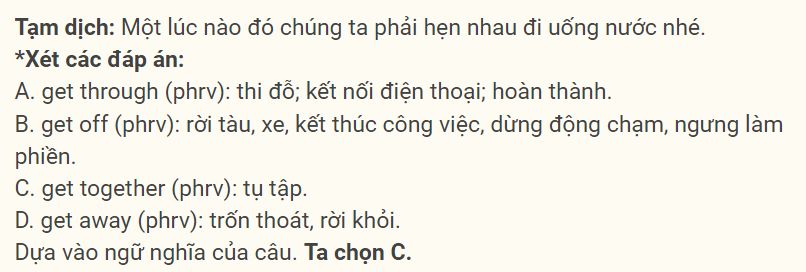 Tạm dịch: Một lúc nào đó chúng ta phải hẹn nhau đi uống nước nhé.
*Xét các đáp án:
A. get through (phrv): thi đỗ; kết nối điện thoại; hoàn thành.
B. get off (phrv): rời tàu, xe, kết thúc công việc, dừng động chạm, ngưng làm
phiền.
C. get together (phrv): tụ tập.
D. get away (phrv): trốn thoát, rời khỏi.
Dựa vào ngữ nghĩa của câu. Ta chọn C.